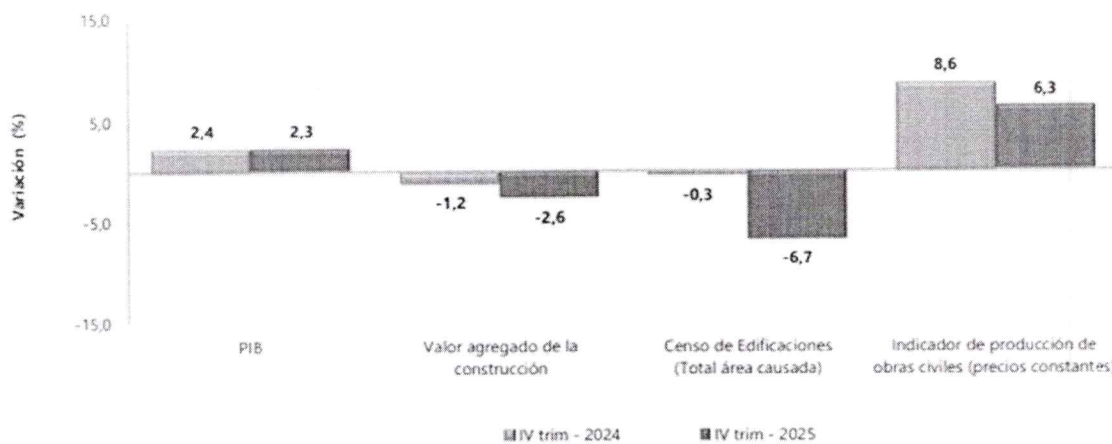 15,0
8,6
6,3
5,0
2,4
2,3
-1,2
-2,6
-0,3
-5,0
-6,7
-15,0
Variación (%)
PIB
Valor agregado de la
construcción
Censo de Edificaciones
(Total área causada)
Indicador de producción de
obras civiles (precios constantes)
IV trim - 2024
IV trim - 2025